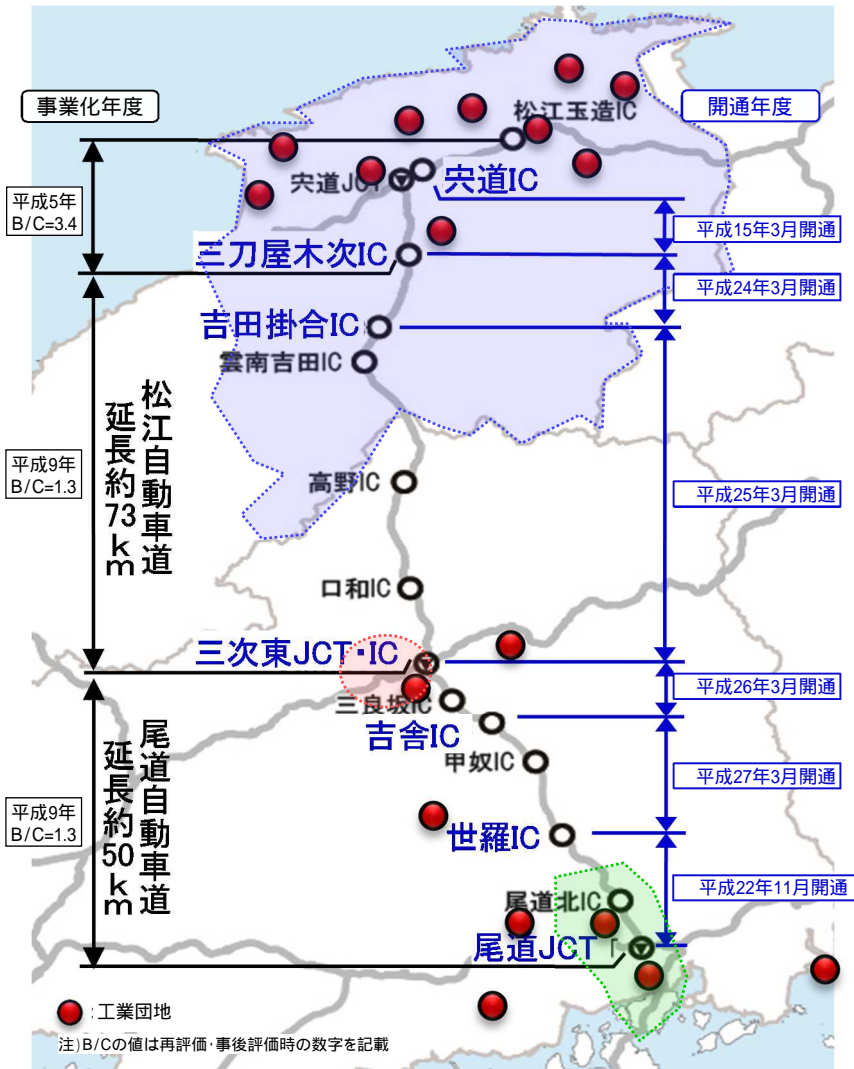 事業化年度
開通年度
松江玉造IC
宍道JCT
宍道IC
平成5年
B/C=3.4
平成15年3月開通
三刀屋木次IC
平成24年3月開通
吉田掛合IC
雲南吉田IC
松江自動車道
延長約73km
平成9年
B/C=1.3
高野IC
平成25年3月開通
口和IC
三次東JCT・IC
平成26年3月開通
三良坂IC
吉舎IC
甲奴IC
平成27年3月開通
尾道自動車道
延長約50km
平成9年
B/C=1.3
世羅IC
平成22年11月開通
尾道北IC
尾道JCT
:工業団地
注)B/Cの値は再評価・事後評価時の数字を記載